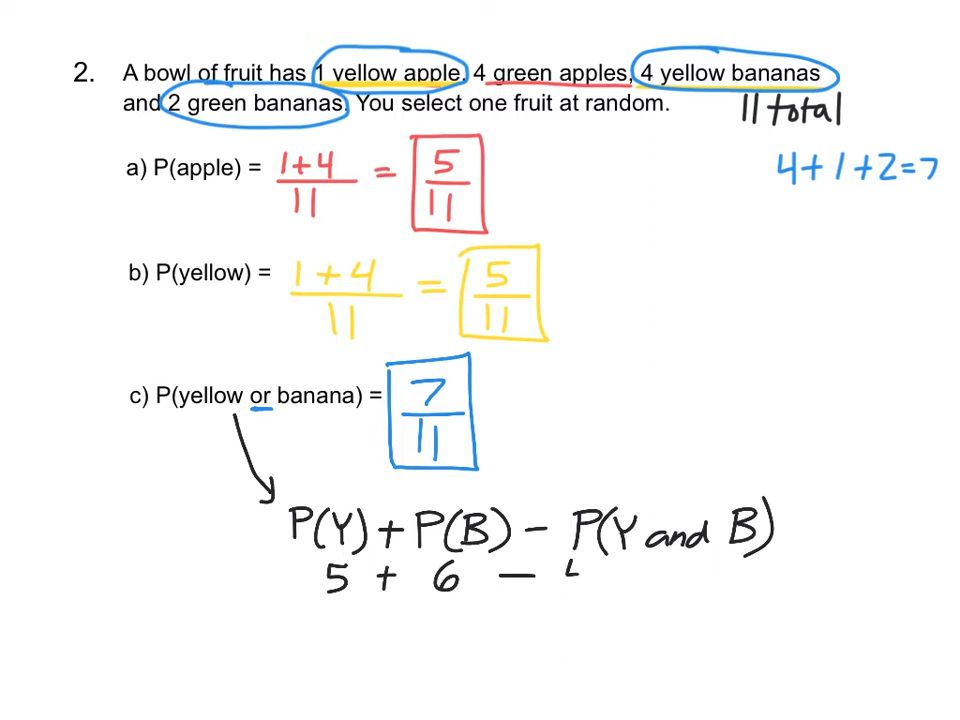 2. A bowl of fruit has 1 yellow apple, 4 green apples, 4 yellow bananas
and 2 green bananas. You select one fruit at random.
11 total
4+1+2=7
a) P(apple) = 1+4/11 = 5/11
b) P(yellow) = 1+4/11 = 5/11
c) P(yellow or banana) = 7/11
P(Y)+P(B)-P(Y and B)
5 + 6 -